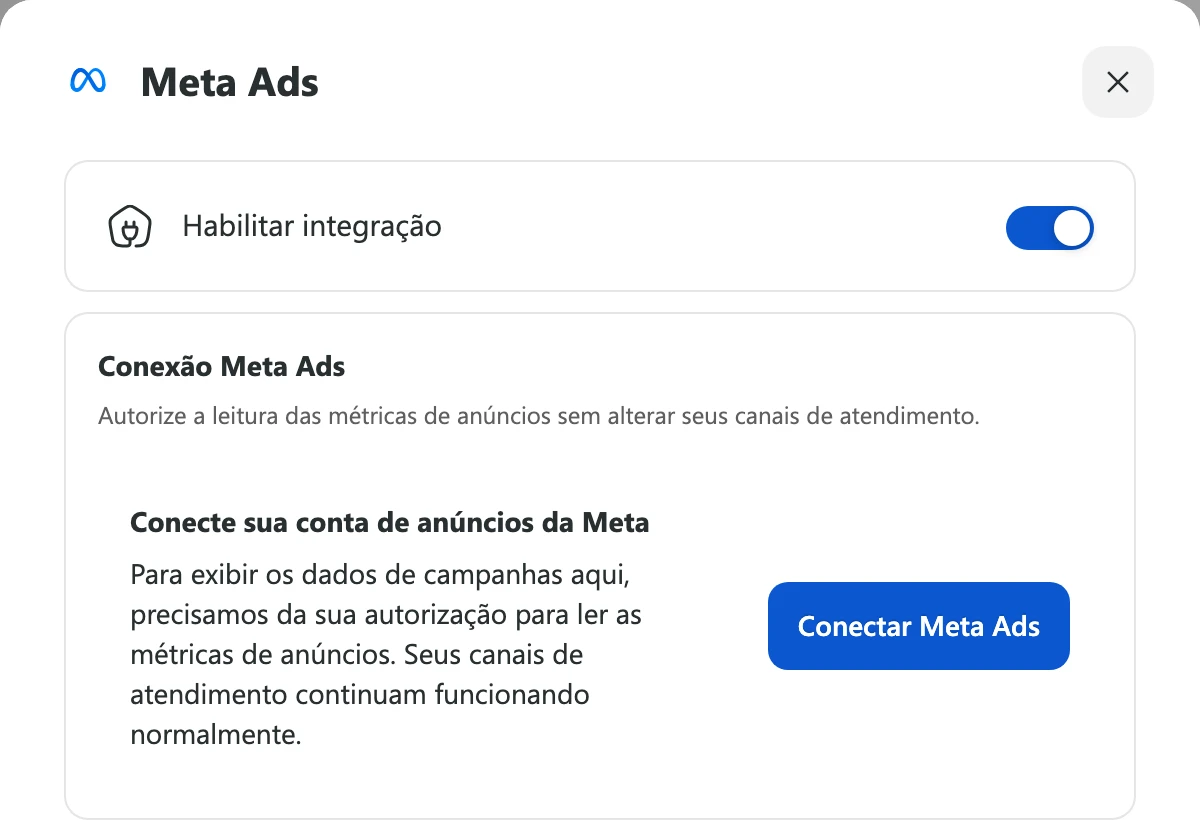 Meta Ads
Habilitar integração
Conexão Meta Ads
Autorize a leitura das métricas de anúncios sem alterar seus canais de atendimento.
Conecte sua conta de anúncios da Meta
Para exibir os dados de campanhas aqui,
precisamos da sua autorização para ler as
métricas de anúncios. Seus canais de
atendimento continuam funcionando
normalmente.
Conectar Meta Ads